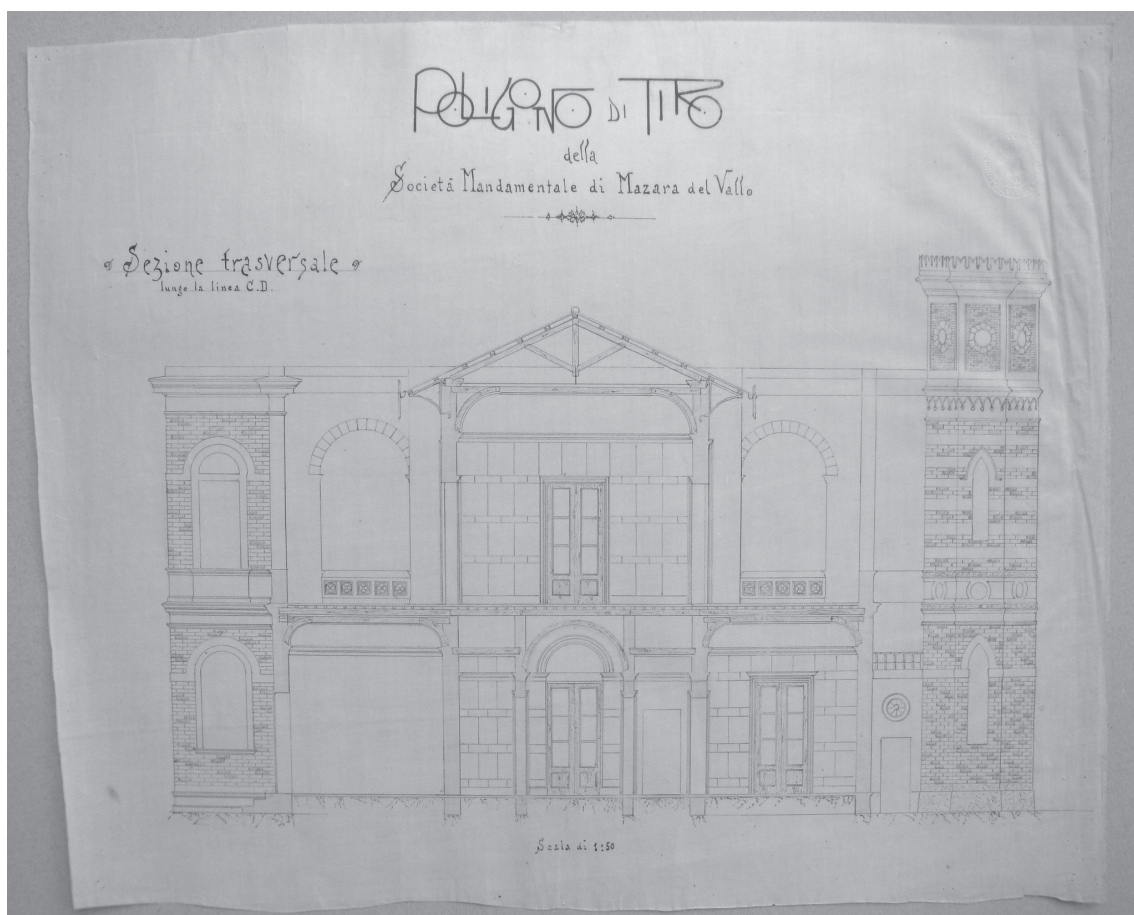 POLIGONO DI TIRO
della
Società Mandamentale di Mazara del Vallo
Sezione trasversale
lungo la linea C.D.
Scala di 1:50